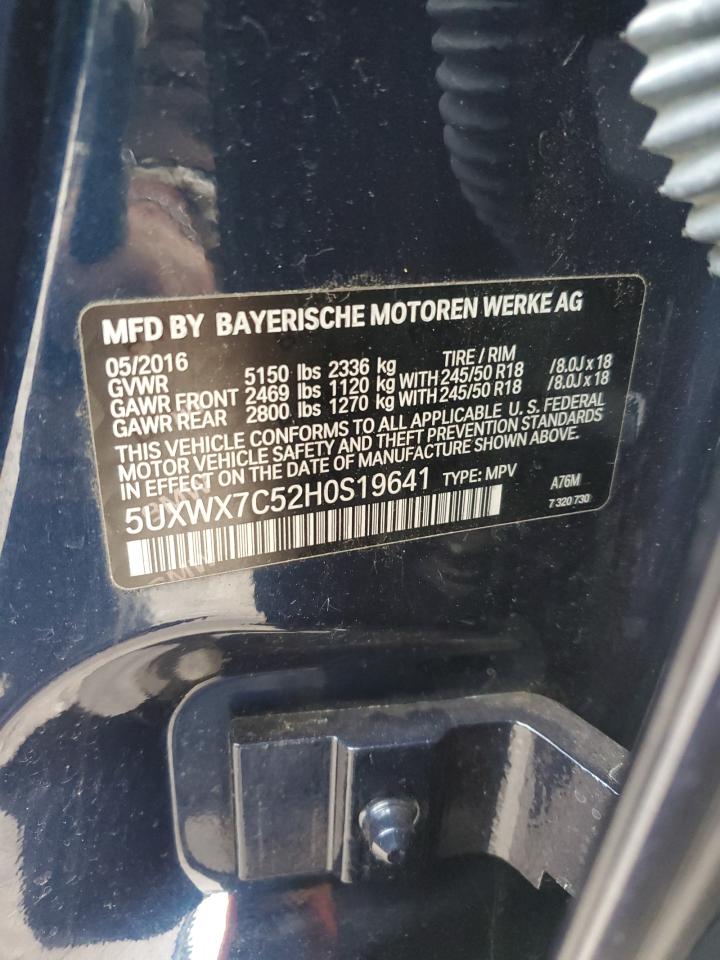 MFD BY BAYERISCHE MOTOREN WERKE AG
05/2016 TIRE / RIM
GVWR 5150 lbs 2336 kg
GAWR FRONT 2469 lbs 1120 kg WITH 245/50 R18 /8.0J x 18
GAWR REAR 2800 lbs 1270 kg WITH 245/50 R18 /8.0J x 18
THIS VEHICLE CONFORMS TO ALL APPLICABLE U. S. FEDERAL
MOTOR VEHICLE SAFETY AND THEFT PREVENTION STANDARDS
IN EFFECT ON THE DATE OF MANUFACTURE SHOWN ABOVE.
5UXWX7C52H0S19641 TYPE: MPV A76M
7 320 730